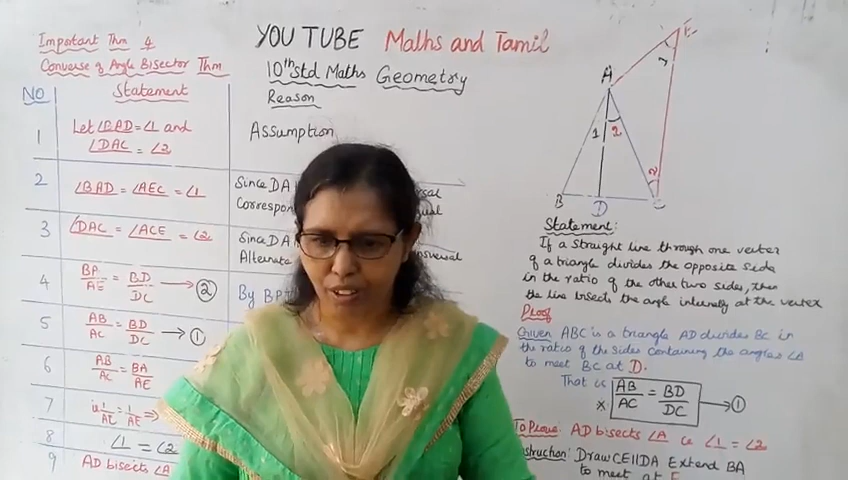 Important Thm 4
Converse of Angle Bisector Thm
YOU TUBE Maths and Tamil
10th std Maths Geometry
NO Statement Reason
1 Let ∠BAD = ∠1 and
∠DAC = ∠2
Assumption
2 ∠BAD = ∠AEC = ∠1
Since DA
3 ∠DAC = ∠ACE = ∠2
Since DA
Alternate
4 BA/AE = BD/DC → ②
By BPT
5 AB/AC = BD/DC → ①
6 AB/AC = BA/AE
7
8 ∠1 = ∠2
9 AD bisects ∠A
A
1 2
B D C
2
Statement:
If a straight line through one vertex
of a triangle divides the opposite side
in the ratio of the other two sides, then
the line bisects the angle internally at the vertex
Proof
Given ABC is a triangle AD divides BC in
the ratio of the sides containing the angles ∠A
to meet BC at D.
That is AB/AC = BD/DC → ①
To Prove: AD bisects ∠A ie ∠1 = ∠2
Draw CE||DA Extend BA
to meet at E